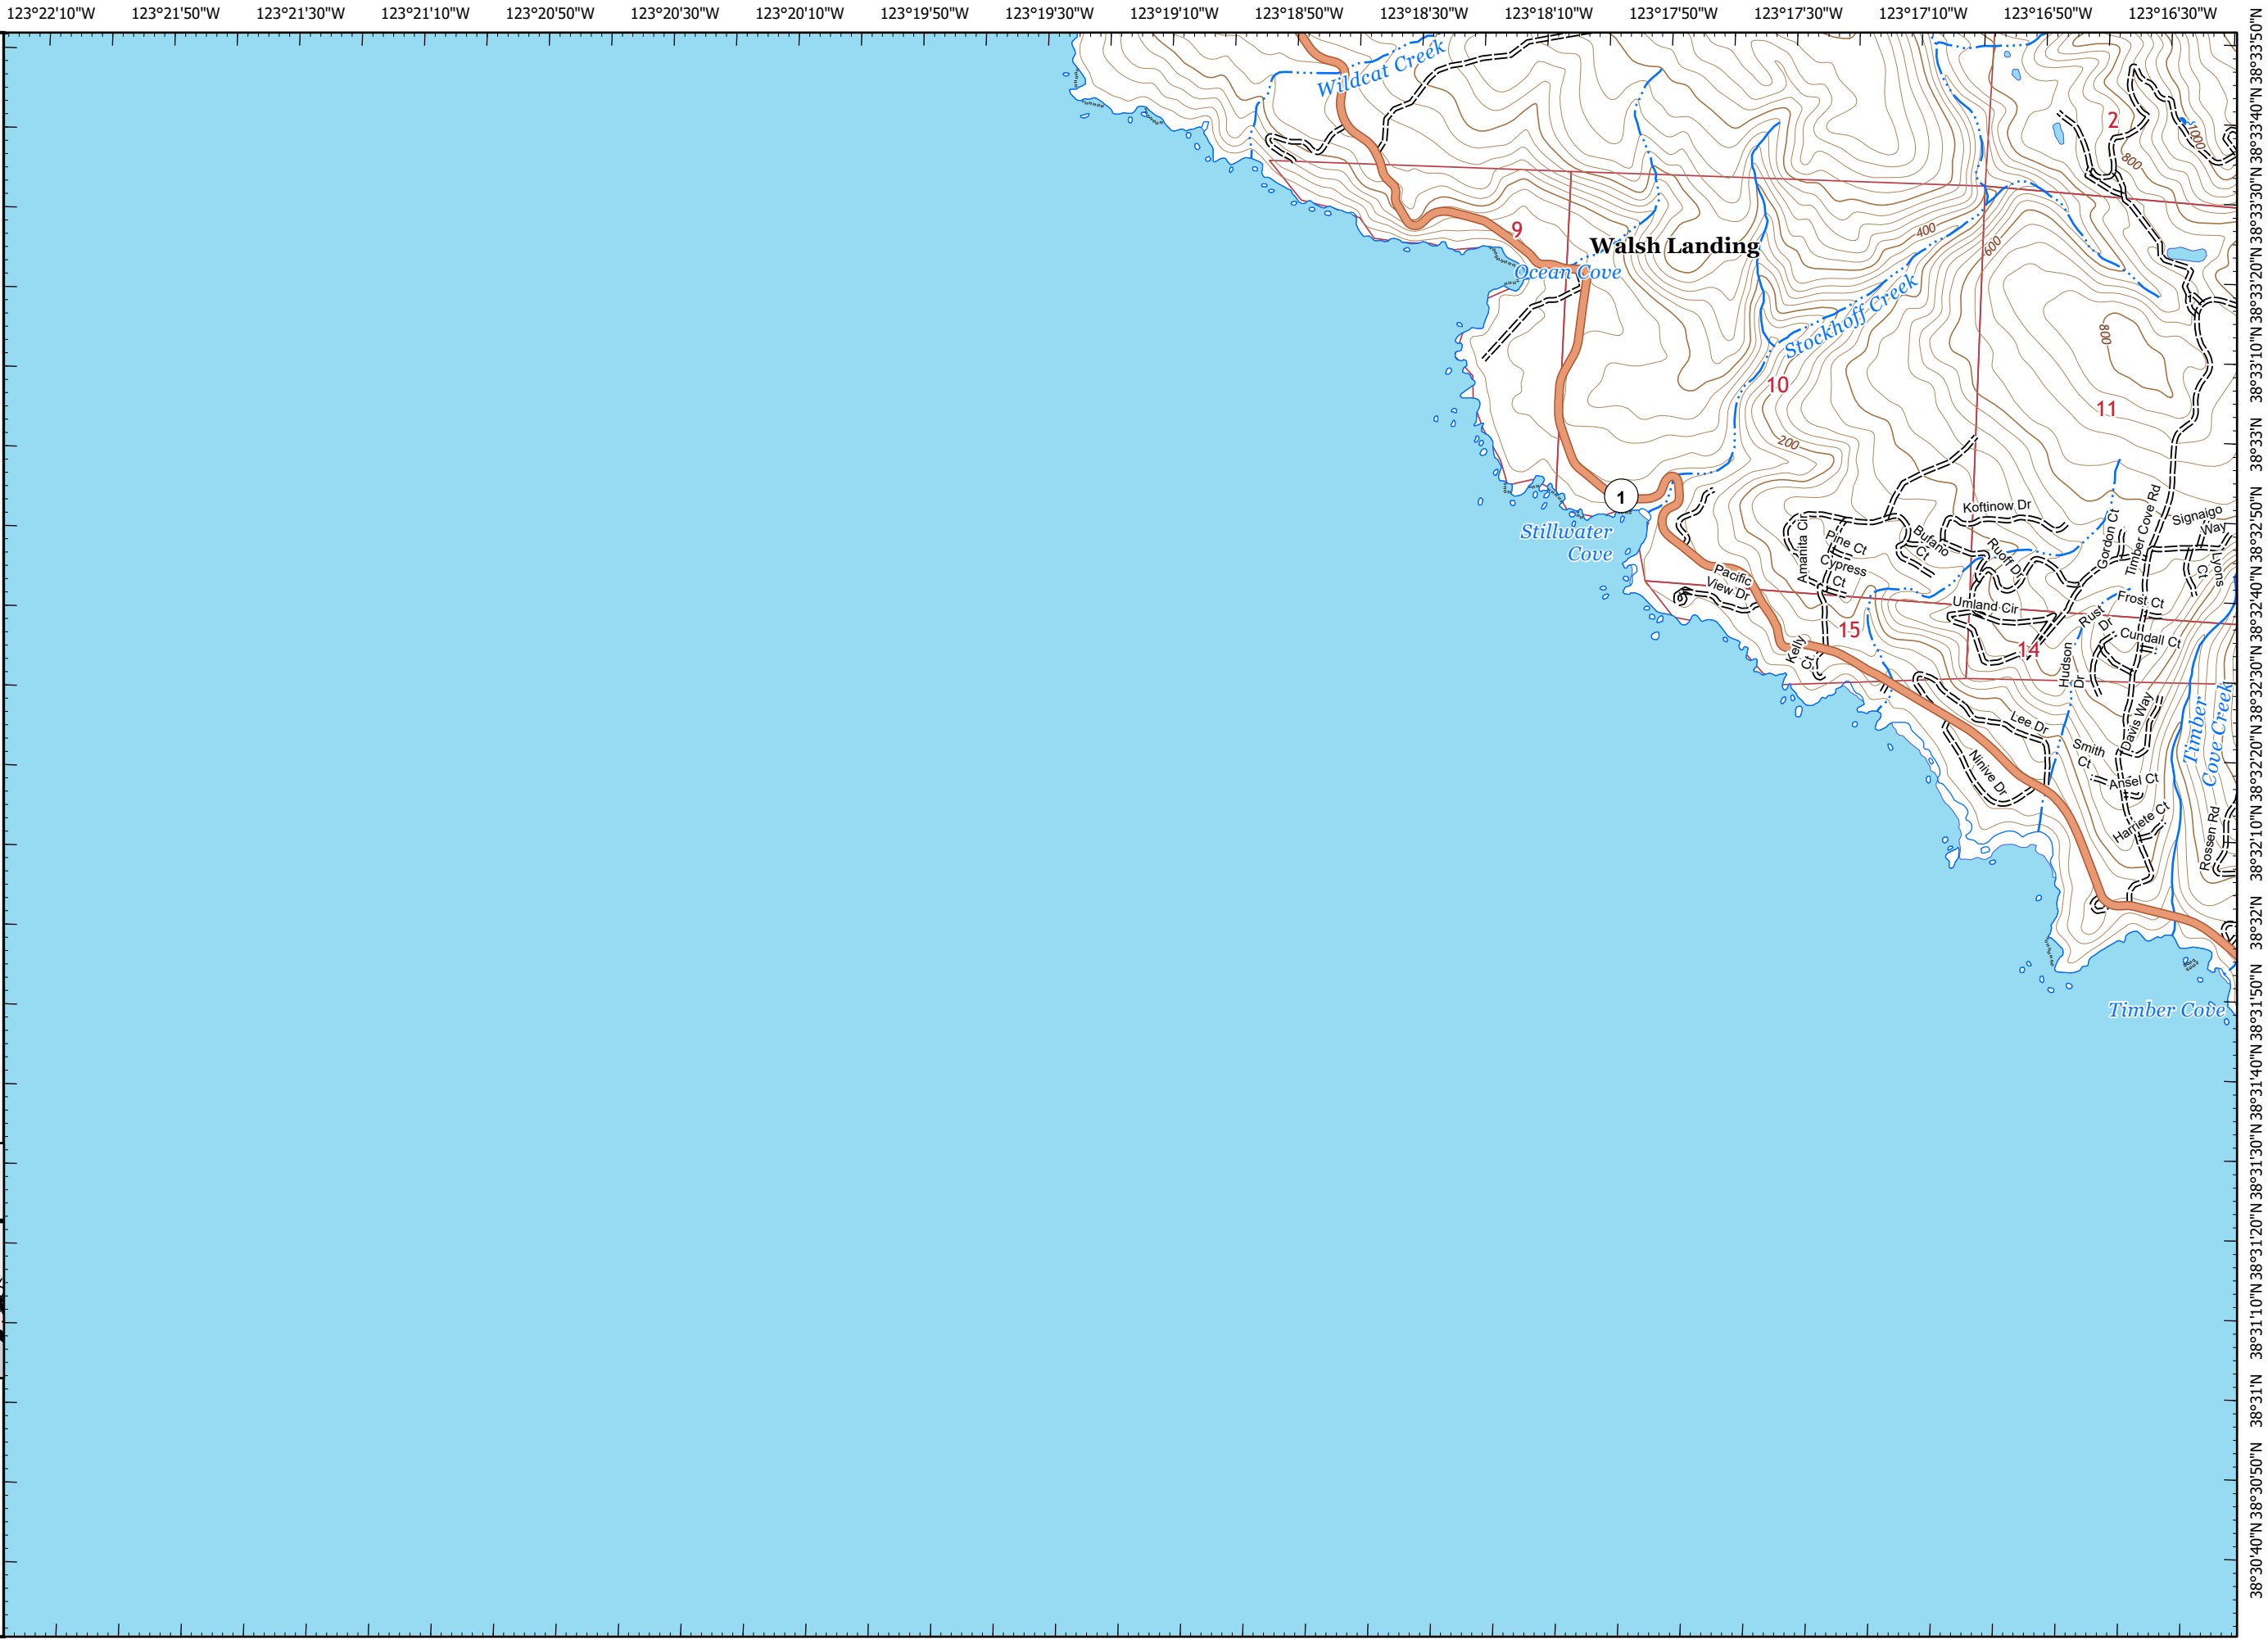 123°22'10"W 123°21'50"W 123°21'30"W 123°21'10"W 123°20'50"W 123°20'30"W 123°20'10"W 123°19'50"W 123°19'30"W 123°19'10"W 123°18'50"W 123°18'30"W 123°18'10"W 123°17'50"W 123°17'30"W 123°17'10"W 123°16'50"W 123°16'30"W
Wildcat Creek
2
1000
800
9
Walsh Landing
400
600
Ocean Cove
Stockhoff Creek
800
10
11
200
1
Stillwater
Cove
Koftinow Dr
Signaigo
Way
Gordon Ct
Timber Cove Rd
Amanita Cir
Pine Ct
Cypress
Ct
Bufano
Ct
Ruoff Dr
Lyons
Ct
Pacific
View Dr
Umland Cir
Frost Ct
Rust
Dr
Cundall Ct
15
14
Kelly
Ct
Hudson
Dr
Lee Dr
Davis Way
Timber
Cove Creek
Smith
Ct
Ninive Dr
Ansel Ct
Harriete Ct
Rossen Rd
Timber Cove
38°33'40"N
38°33'30"N
38°33'20"N
38°33'10"N
38°33'N
38°32'50"N
38°32'40"N
38°32'30"N
38°32'20"N
38°32'10"N
38°32'N
38°31'50"N
38°31'40"N
38°31'30"N
38°31'20"N
38°31'10"N
38°31'N
38°30'50"N
38°30'40"N